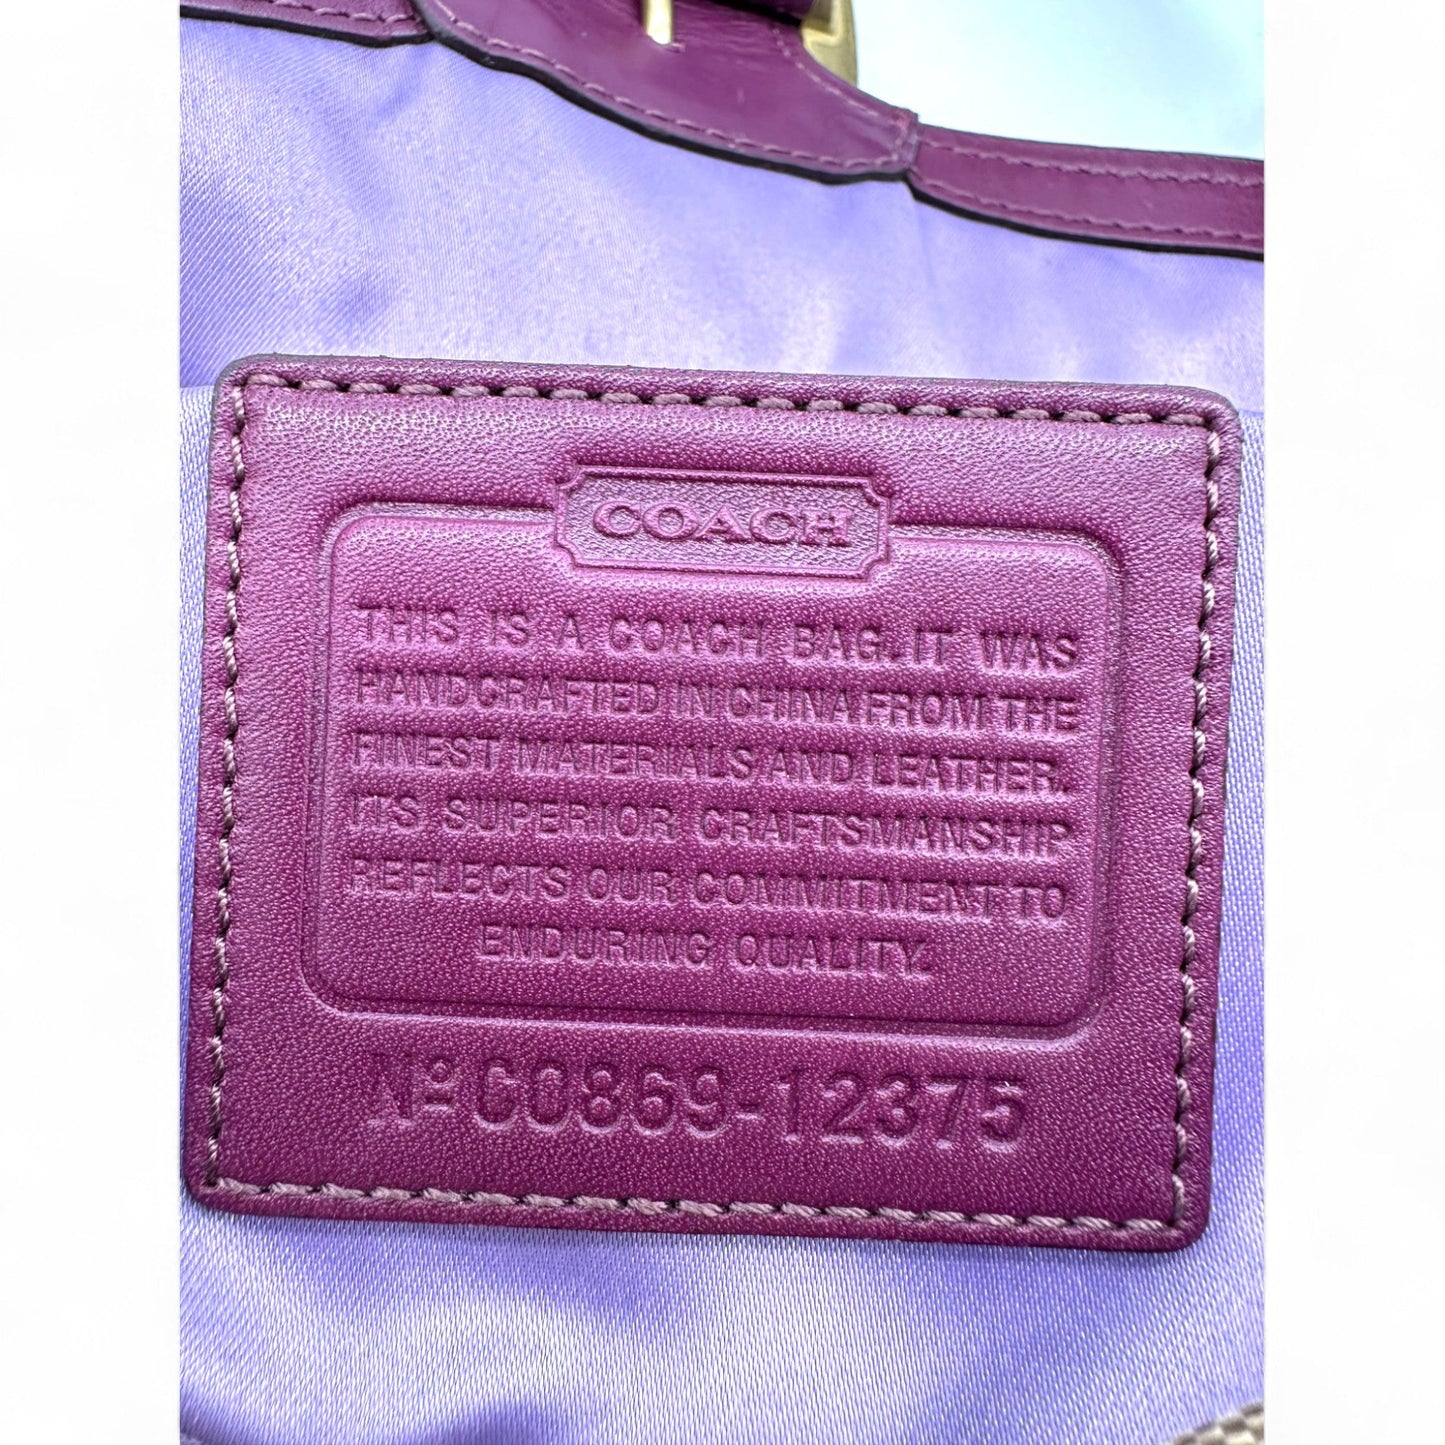 COACH
THIS IS A COACH BAG. IT WAS
HANDCRAFTED IN CHINA FROM THE
FINEST MATERIALS AND LEATHER.
ITS SUPERIOR CRAFTSMANSHIP
REFLECTS OUR COMMITMENT TO
ENDURING QUALITY.
Nº C0869-12375